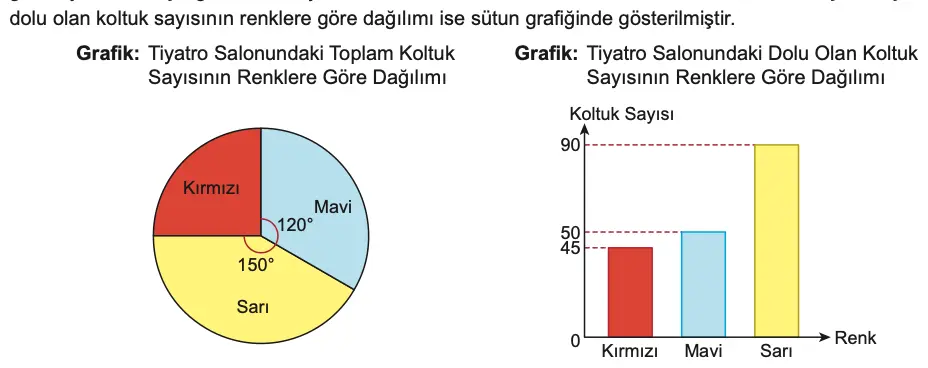 dolu olan koltuk sayısının renklere göre dağılımı ise sütun grafiğinde gösterilmiştir.
Grafik: Tiyatro Salonundaki Toplam Koltuk
Sayısının Renklere Göre Dağılımı
Kırmızı
Mavi
120°
150°
Sarı
Grafik: Tiyatro Salonundaki Dolu Olan Koltuk
Sayısının Renklere Göre Dağılımı
Koltuk Sayısı
90
50
45
0
Kırmızı Mavi Sarı
Renk